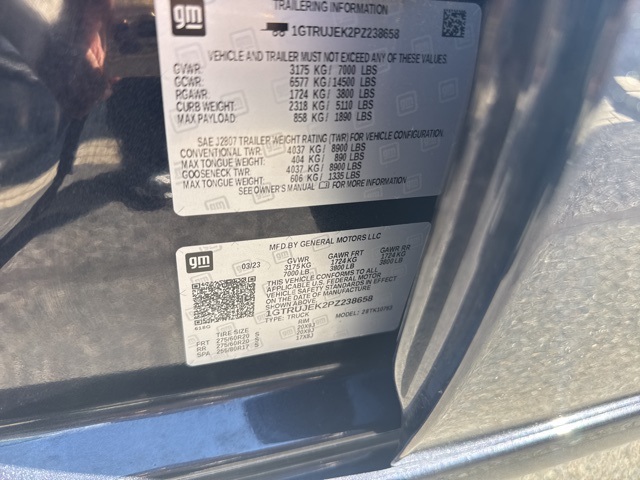 TRAILERING INFORMATION
gm
1GTRUJEK2PZ238658
VEHICLE AND TRAILER MUST NOT EXCEED ANY OF THESE VALUES
GVWR: 3175 KG / 7000 LBS
GCWR: 6577 KG / 14500 LBS
RGAWR: 1724 KG / 3800 LBS
CURB WEIGHT: 2318 KG / 5110 LBS
MAX PAYLOAD: 858 KG / 1890 LBS
SAE J2807 TRAILER WEIGHT RATING (TWR) FOR VEHICLE CONFIGURATION
CONVENTIONAL TWR: 4037 KG / 8900 LBS
MAX TONGUE WEIGHT: 404 KG / 890 LBS
GOOSENECK TWR: 4037 KG / 8900 LBS
MAX TONGUE WEIGHT: 606 KG / 1335 LBS
SEE OWNER'S MANUAL FOR MORE INFORMATION
gm
MFD BY GENERAL MOTORS LLC
03/23 GVWR GAWR FRT GAWR RR
3175 KG 1724 KG 1724 KG
7000 LB 3800 LB 3800 LB
THIS VEHICLE CONFORMS TO ALL
APPLICABLE U.S. FEDERAL MOTOR
VEHICLE SAFETY STANDARDS IN EFFECT
ON THE DATE OF MANUFACTURE
SHOWN ABOVE.
1GTRUJEK2PZ238658
TYPE: TRUCK MODEL:
TIRE SIZE RIM
FRT 275/60R20 S 20X9J
RR 275/60R20 S 20X9J
SPA 255/80R17 S 17X8J